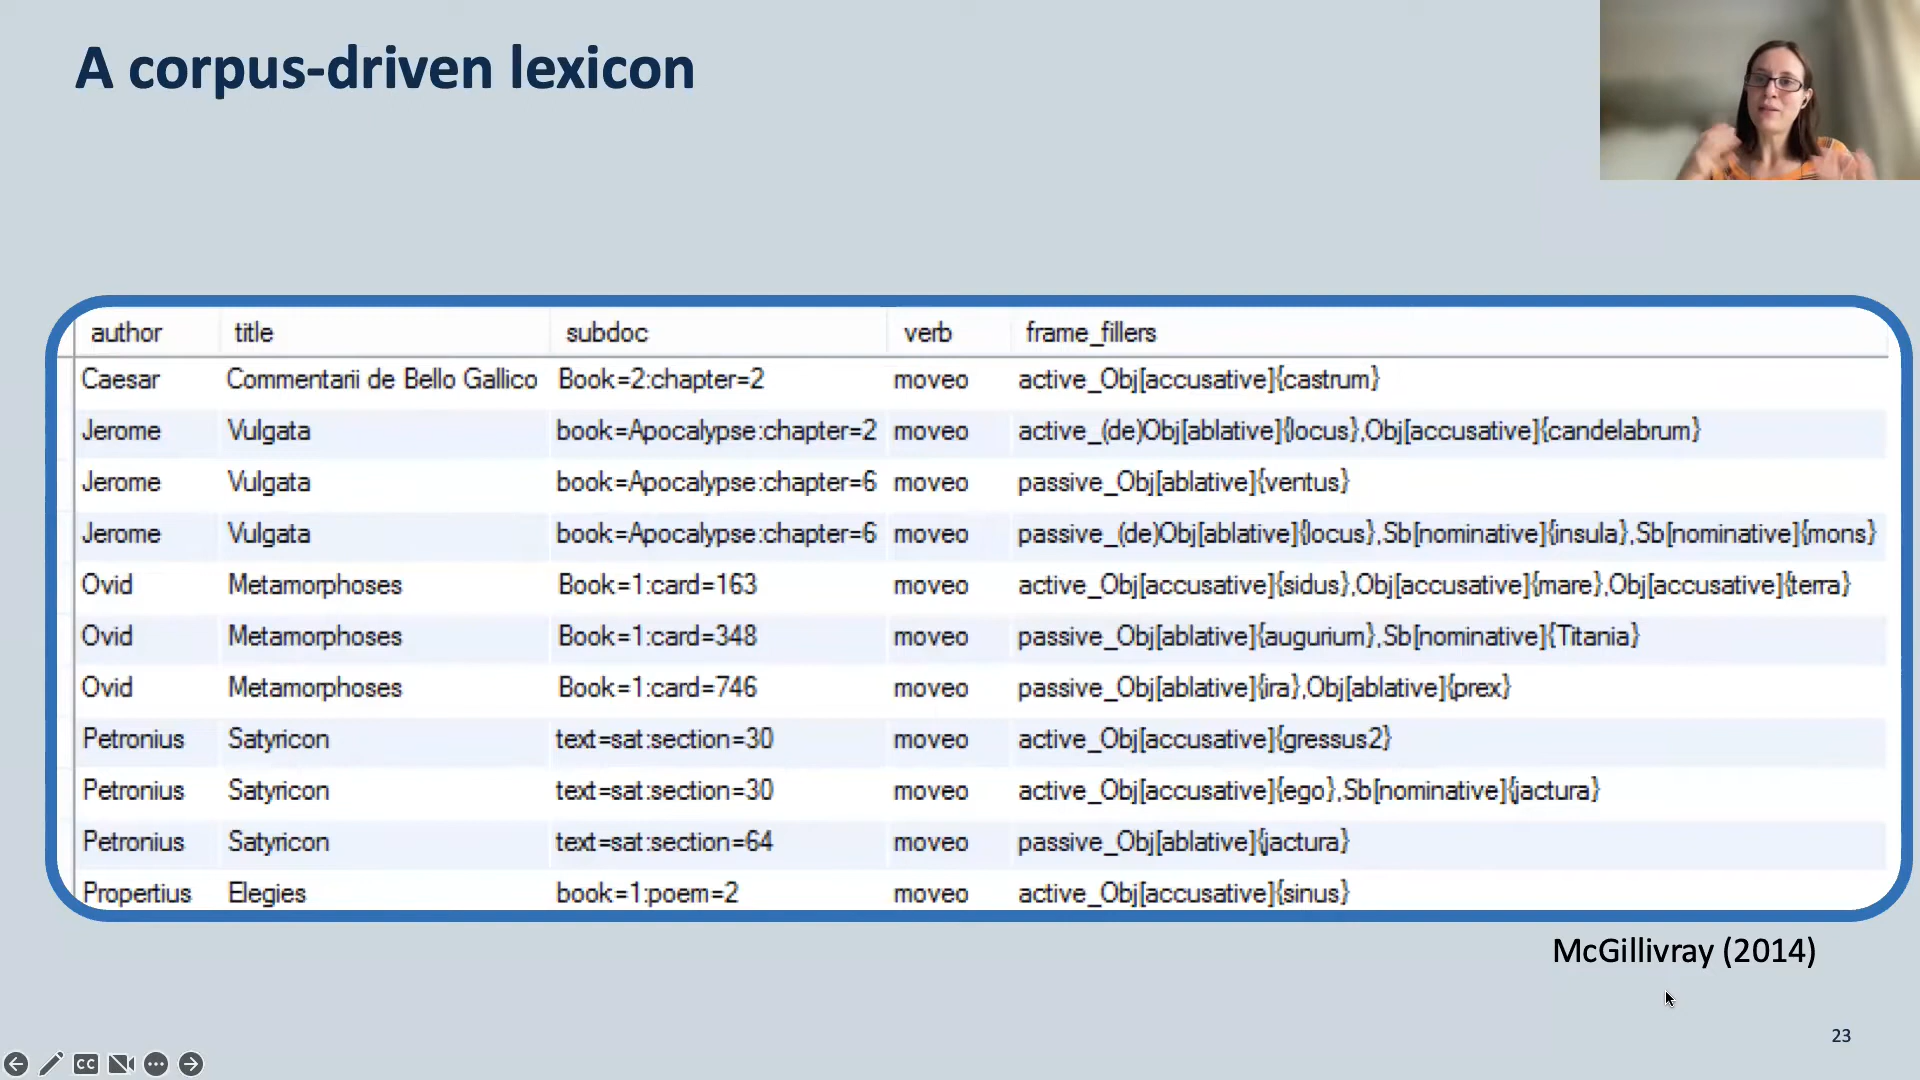 A corpus-driven lexicon
author title subdoc verb frame_fillers
Caesar Commentarii de Bello Gallico Book=2:chapter=2 moveo active_Obj[accusative]{castrum}
Jerome Vulgata book=Apocalypse:chapter=2 moveo active_(de)Obj[ablative]{locus},Obj[accusative]{candelabrum}
Jerome Vulgata book=Apocalypse:chapter=6 moveo passive_Obj[ablative]{ventus}
Jerome Vulgata book=Apocalypse:chapter=6 moveo passive_(de)Obj[ablative]{locus},Sb[nominative]{insula},Sb[nominative]{mons}
Ovid Metamorphoses Book=1:card=163 moveo active_Obj[accusative]{sidus},Obj[accusative]{mare},Obj[accusative]{terra}
Ovid Metamorphoses Book=1:card=348 moveo passive_Obj[ablative]{augurium},Sb[nominative]{Titania}
Ovid Metamorphoses Book=1:card=746 moveo passive_Obj[ablative]{ira},Obj[ablative]{prex}
Petronius Satyricon text=sat:section=30 moveo active_Obj[accusative]{gressus2}
Petronius Satyricon text=sat:section=30 moveo active_Obj[accusative]{ego},Sb[nominative]{jactura}
Petronius Satyricon text=sat:section=64 moveo passive_Obj[ablative]{jactura}
Propertius Elegies book=1:poem=2 moveo active_Obj[accusative]{sinus}
McGillivray (2014)
23
CC